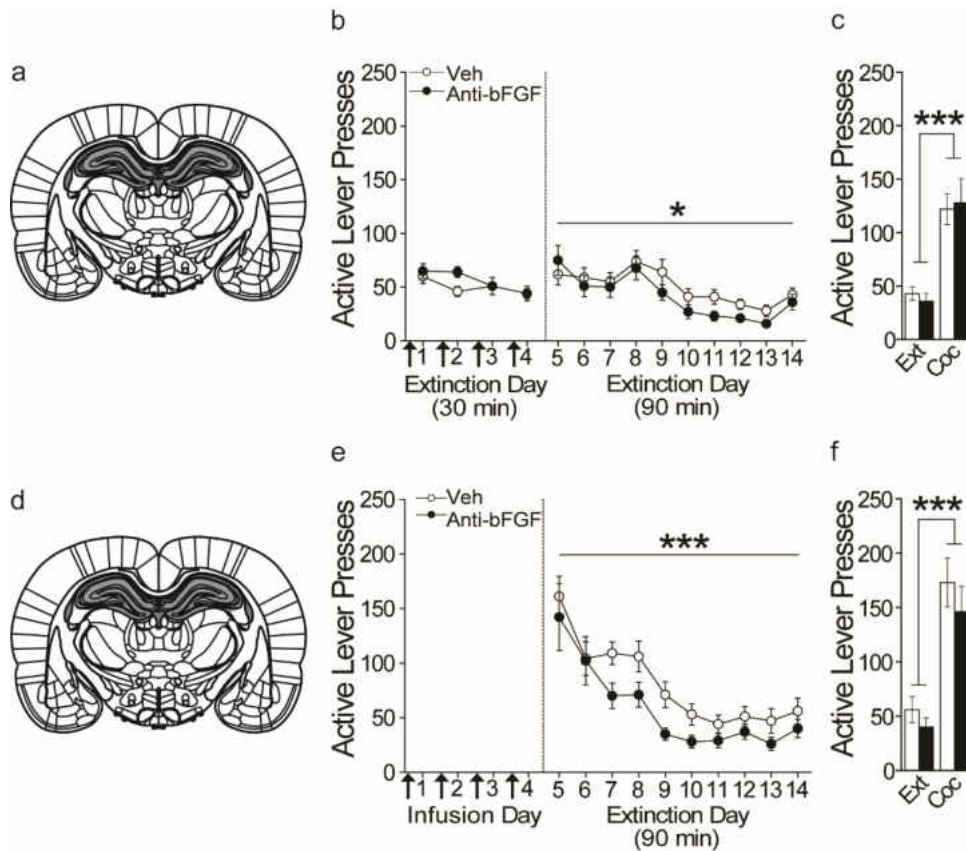 a
b
Veh
Anti-bFGF
Active Lever Presses
250
200
150
100
50
0
*
1 2 3 4
Extinction Day
(30 min)
5 6 7 8 9 10 11 12 13 14
Extinction Day
(90 min)
c
Active Lever Presses
250
200
150
100
50
0
***
Ext Coc
d
e
Veh
Anti-bFGF
Active Lever Presses
250
200
150
100
50
0
***
1 2 3 4
Infusion Day
5 6 7 8 9 10 11 12 13 14
Extinction Day
(90 min)
f
Active Lever Presses
250
200
150
100
50
0
***
Ext Coc